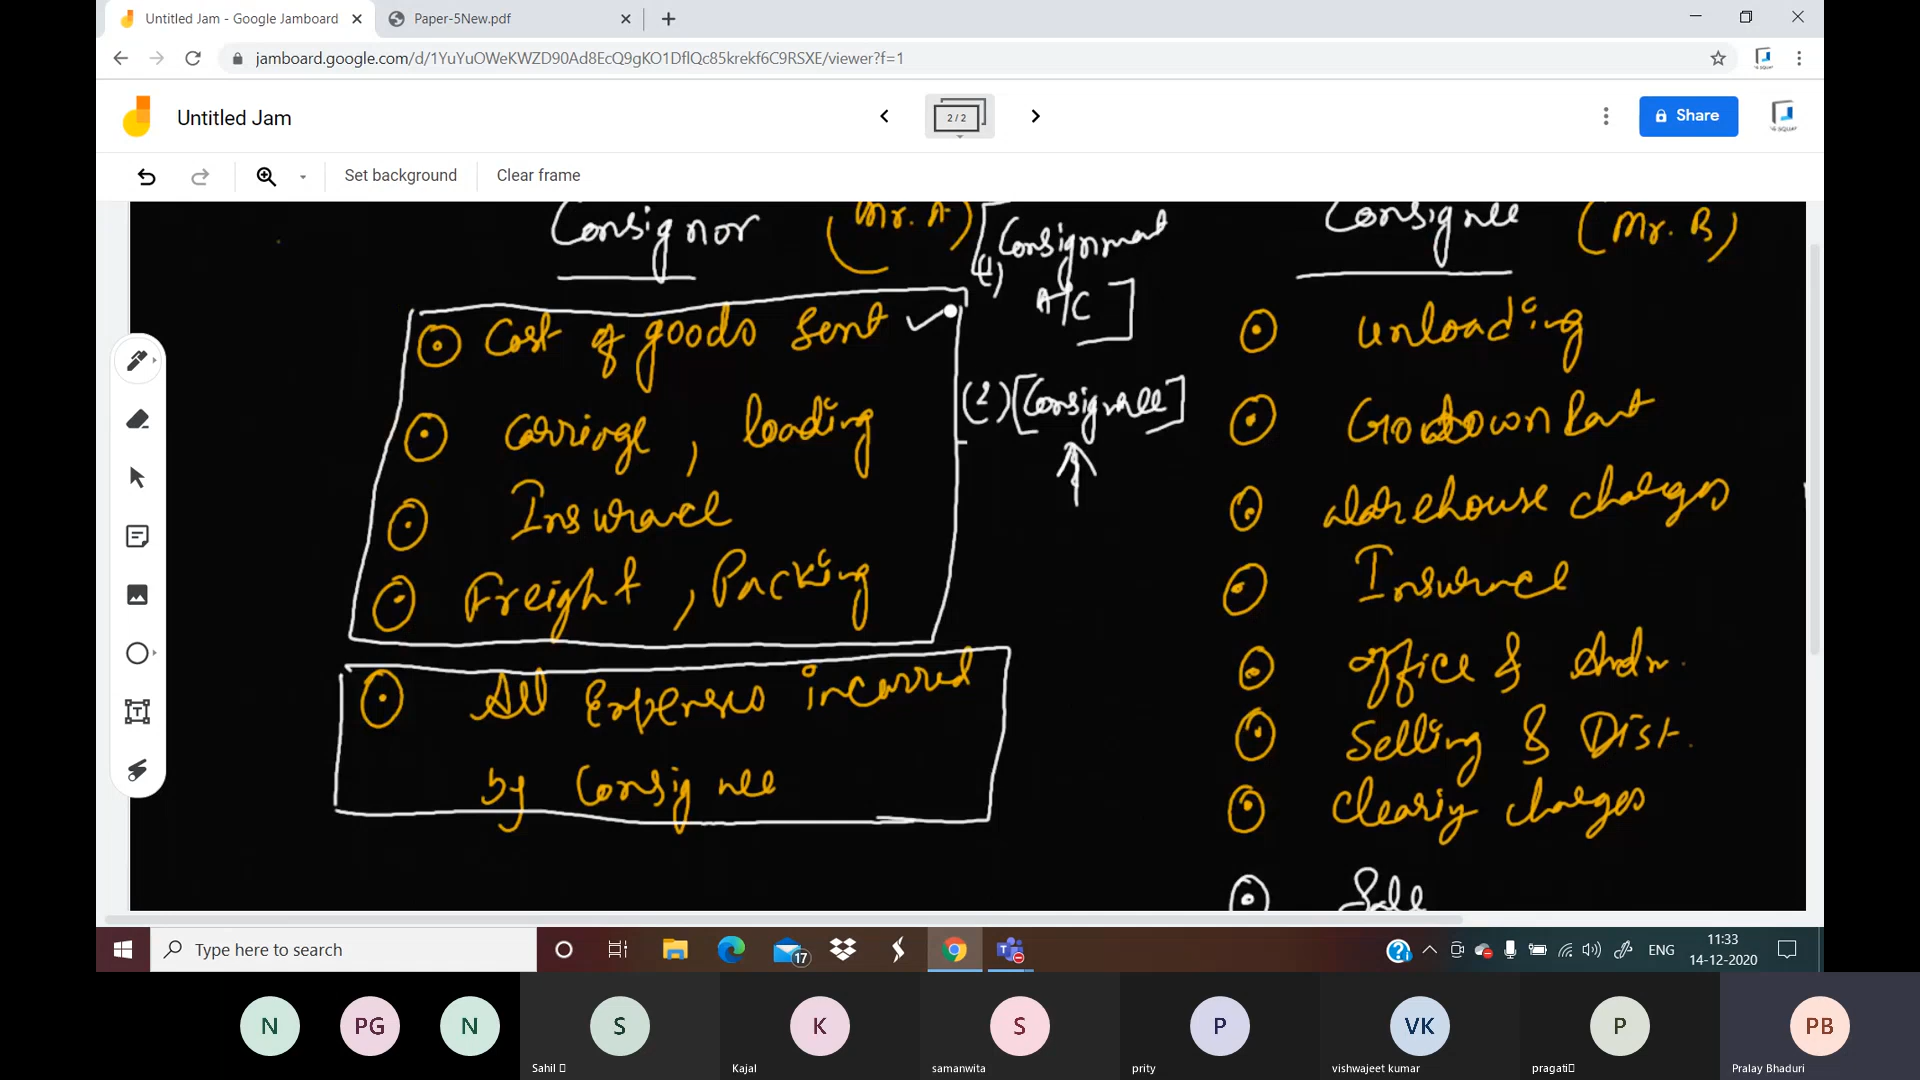 Untitled Jam - Google Jamboard
Paper-5New.pdf
jamboard.google.com/d/1YuYuOWeKWZD90Ad8EcQ9gKO1DflQc85krekf6C9RSXE/viewer?f=1
Untitled Jam
2 / 2
Share
Set background
Clear frame
Consignor (Mr. A)
Cost of goods Sent
Carriage, loading
Insurance
Freight, Packing
All Expenses incurred
by Consignee
(1) [Consignment
A/C]
(2) [Consignee]
Consignee (Mr. B)
unloading
Godown Rent
warehouse charges
Insurance
office & Adm.
Selling & Dist.
Clearing charges
Sale
Type here to search
17
ENG
11:33
14-12-2020
N
PG
N
S
K
S
P
VK
P
PB
Sahil
Kajal
samanwita
prity
vishwajeet kumar
pragati
Pralay Bhaduri